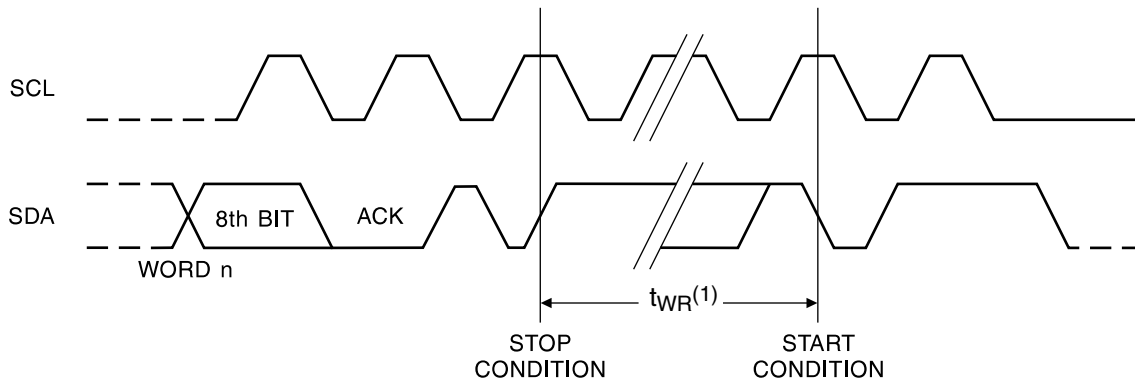 SCL
SDA
8th BIT
ACK
WORD n
tWR(1)
STOP
CONDITION
START
CONDITION